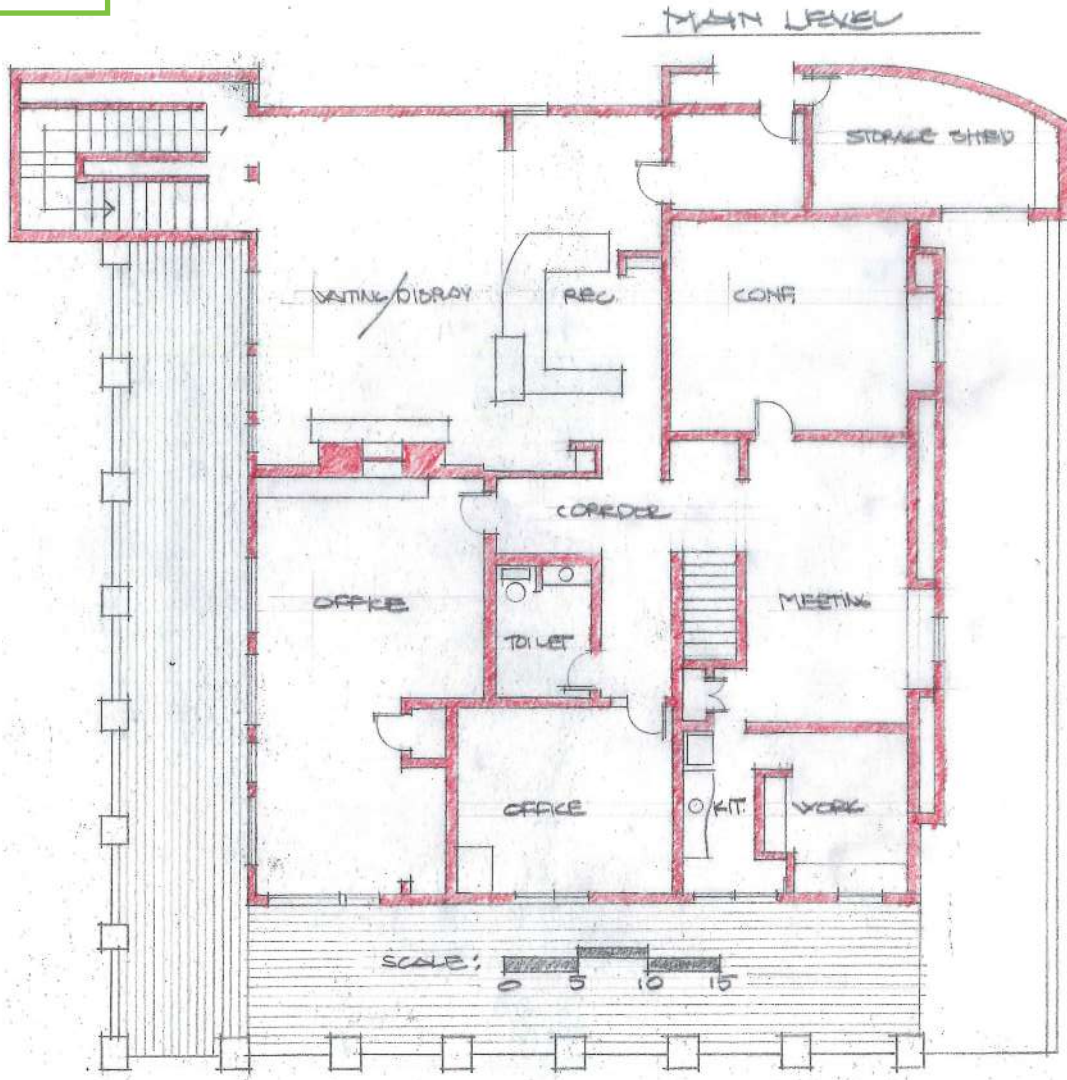 MAIN LEVEL
STORAGE SHED
WAITING/DISPLAY
REC.
CONF.
CORRIDOR
OFFICE
TOILET
MEETING
OFFICE
KIT.
WORK
SCALE:
0 5 10 15